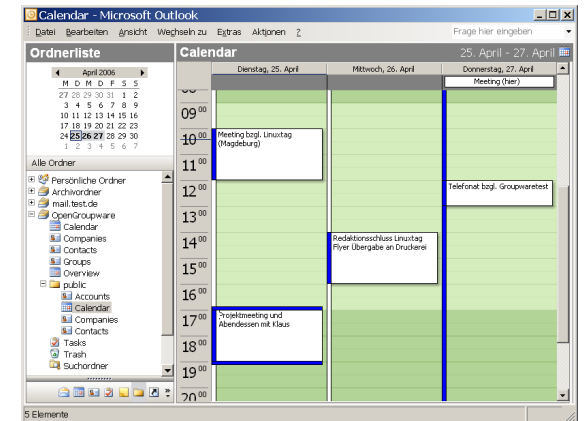 Calendar - Microsoft Outlook
Datei Bearbeiten Ansicht Wechseln zu Extras Aktionen ?
Frage hier eingeben
Ordnerliste
April 2006
M D M D F S S
27 28 29 30 31 1 2
3 4 5 6 7 8 9
10 11 12 13 14 15 16
17 18 19 20 21 22 23
24 25 26 27 28 29 30
1 2 3 4 5 6 7
Alle Ordner
Persönliche Ordner
Archivordner
mail.test.de
OpenGroupware
Calendar
Companies
Contacts
Groups
Overview
public
Accounts
Calendar
Companies
Contacts
Tasks
Trash
Suchordner
Calendar
25. April - 27. April
Dienstag, 25. April
Mittwoch, 26. April
Donnerstag, 27. April
Meeting (hier)
09 00
10 00
Meeting bzgl. Linuxtag
(Magdeburg)
11 00
12 00
Telefonat bzgl. Groupwaretest
13 00
14 00
Redaktionsschluss Linuxtag
Flyer Übergabe an Druckerei
15 00
16 00
17 00
Projektmeeting und
Abendessen mit Klaus
18 00
19 00
20 00
5 Elemente